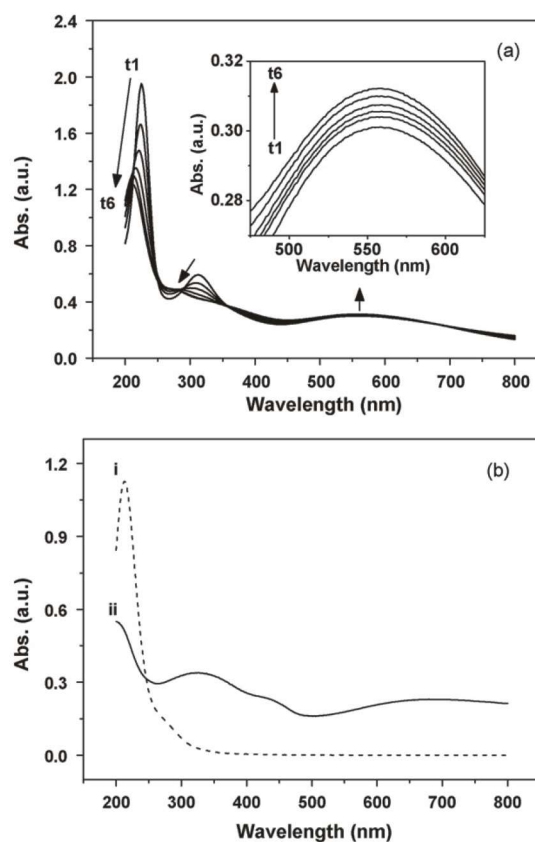 (a)
2.4
2.0
1.6
1.2
0.8
0.4
0.0
Abs. (a.u.)
t1
t6
200 300 400 500 600 700 800
Wavelength (nm)
0.32
0.30
0.28
Abs. (a.u.)
t6
t1
500 550 600
Wavelength (nm)
(b)
1.2
0.9
0.6
0.3
0.0
Abs. (a.u.)
i
ii
200 300 400 500 600 700 800
Wavelength (nm)